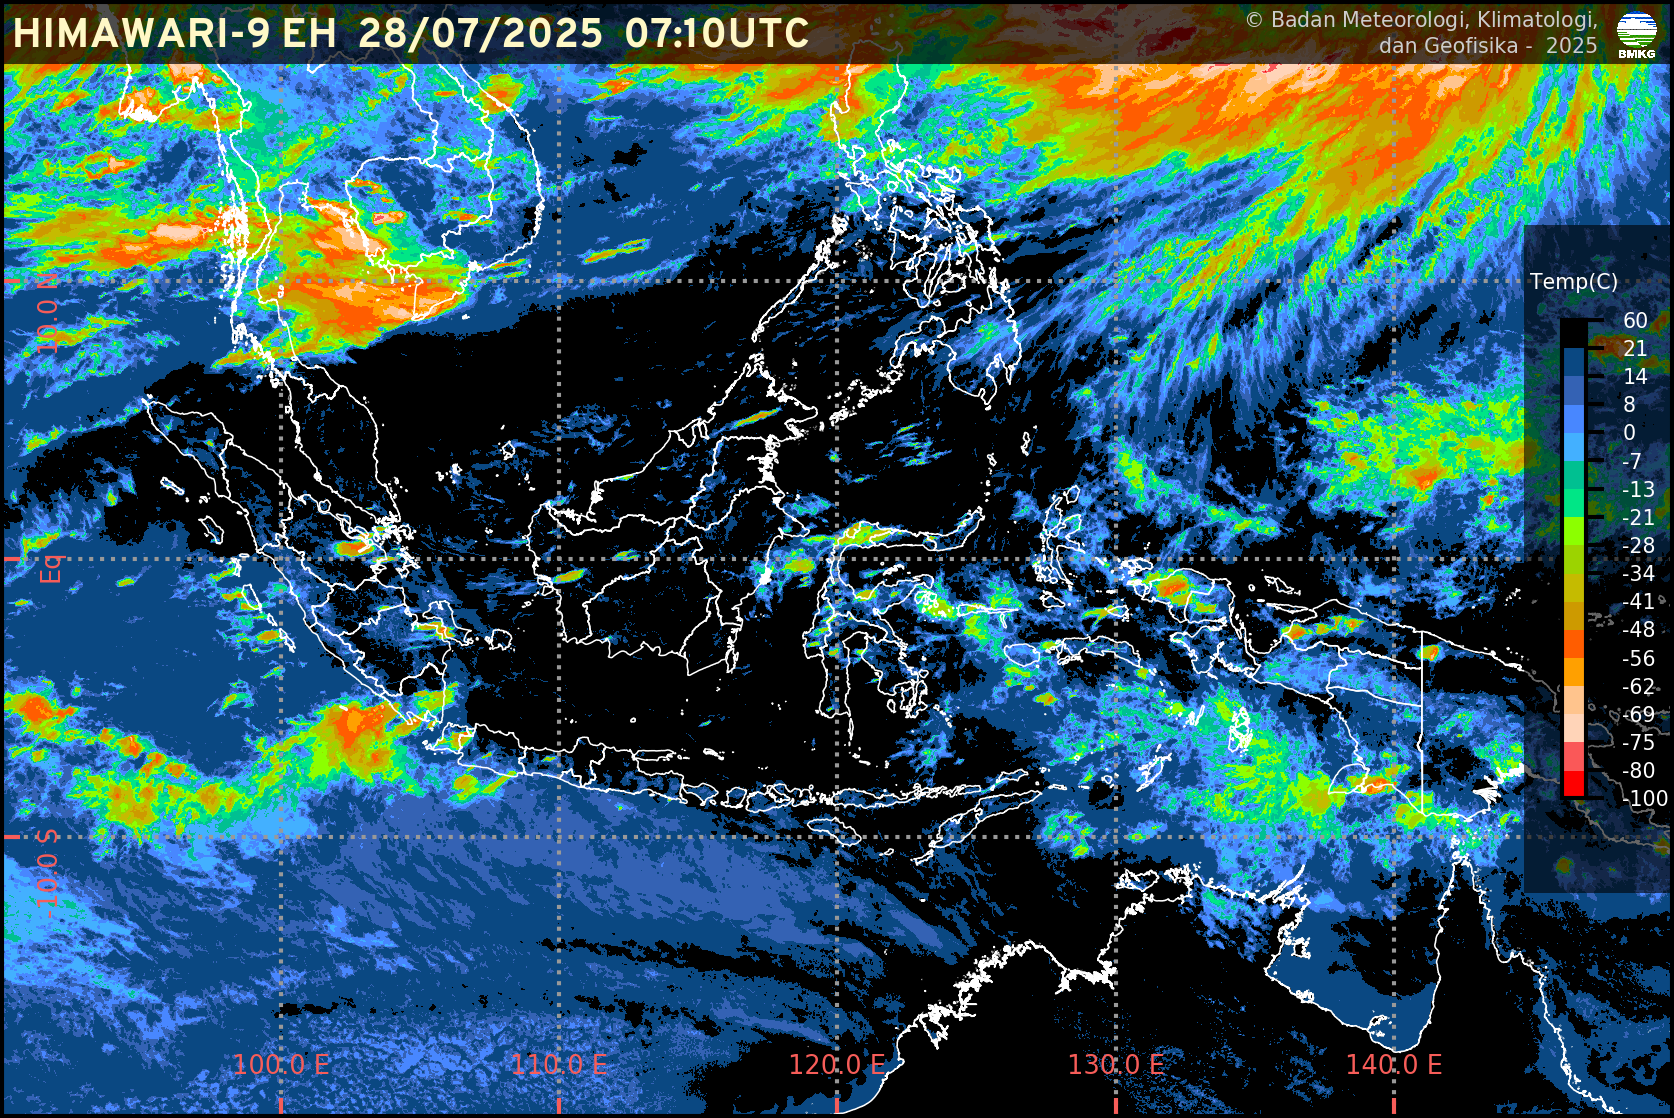 HIMAWARI-9 EH 28/07/2025 07:10UTC
© Badan Meteorologi, Klimatologi,
dan Geofisika - 2025
BMKG
Temp(C)
60
21
14
8
0
-7
-13
-21
-28
-34
-41
-48
-56
-62
-69
-75
-80
-100
10.0 N
Eq
-10.0 S
100.0 E
110.0 E
120.0 E
130.0 E
140.0 E